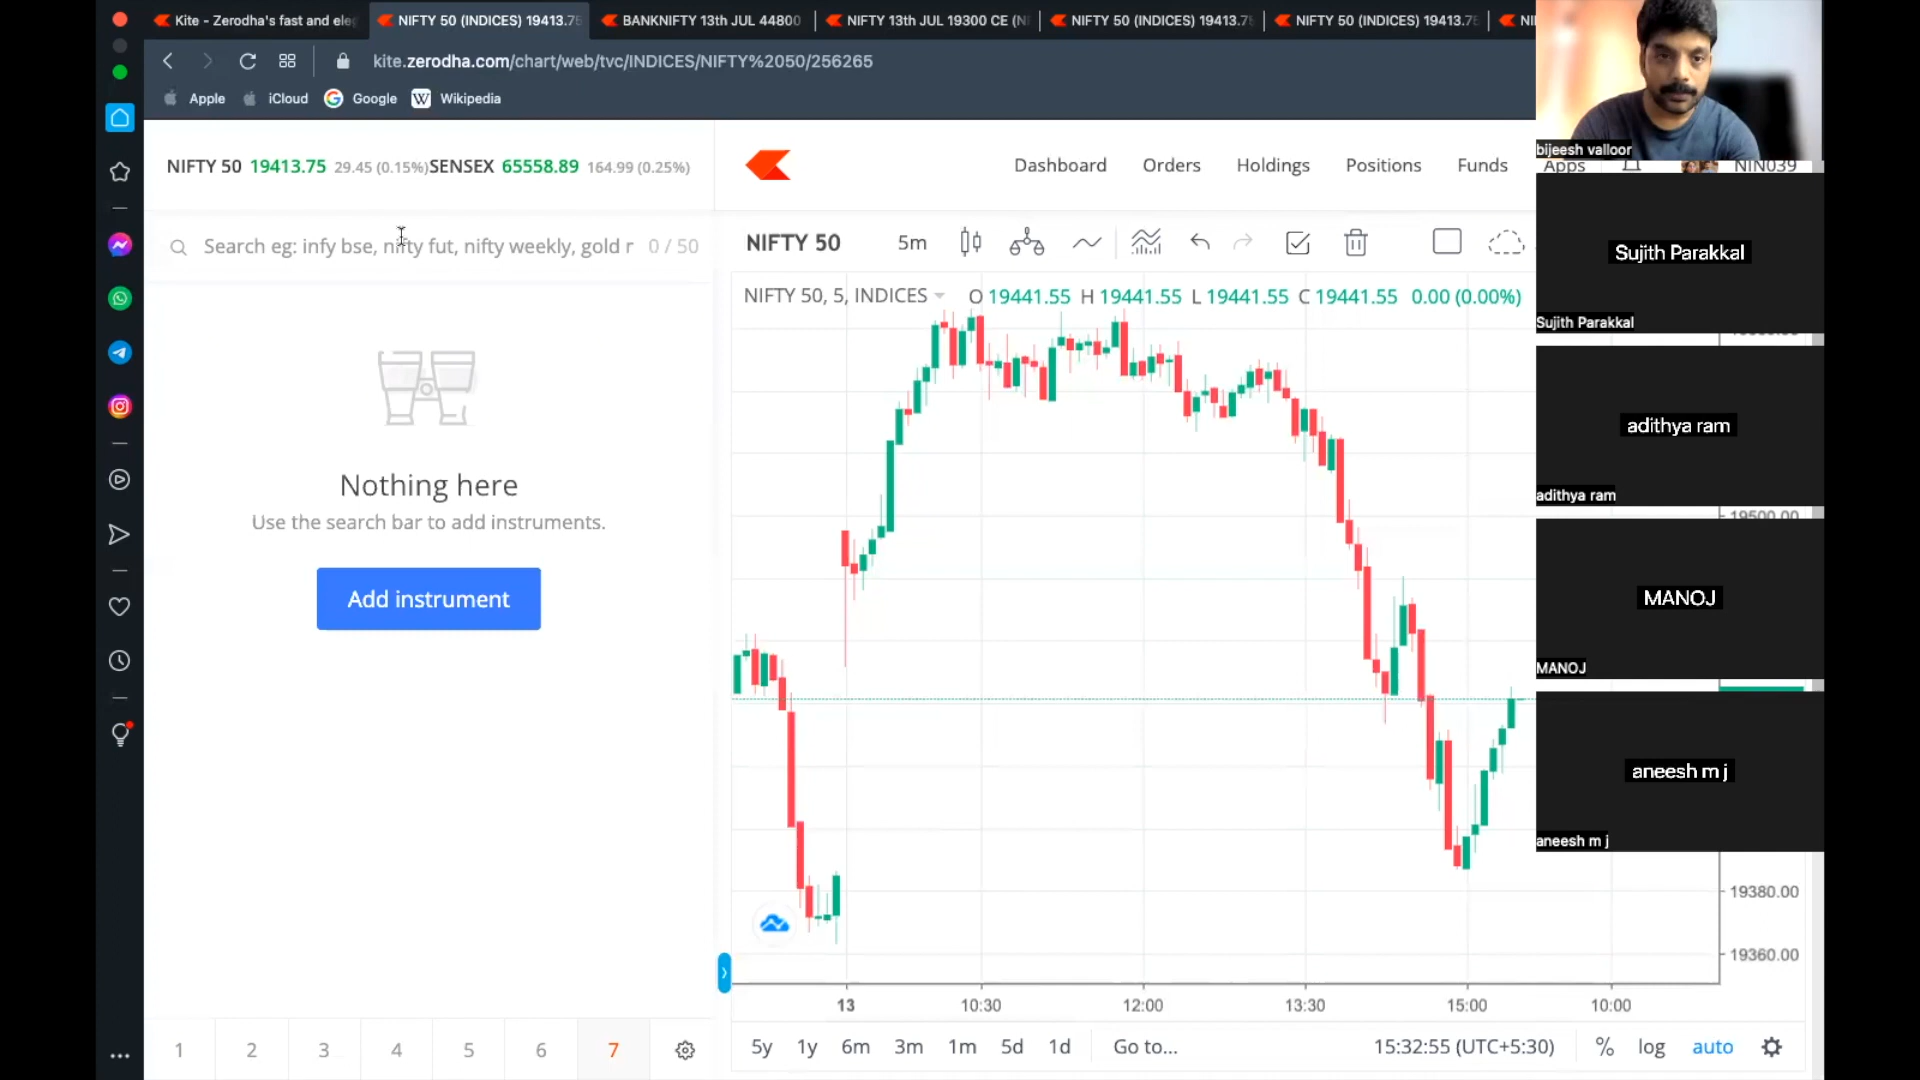 Kite - Zerodha's fast and ele
NIFTY 50 (INDICES) 19413.75
BANKNIFTY 13th JUL 44800
NIFTY 13th JUL 19300 CE (N
NIFTY 50 (INDICES) 19413.7
NIFTY 50 (INDICES) 19413.7
NI
kite.zerodha.com/chart/web/tvc/INDICES/NIFTY%2050/256265
Apple iCloud Google Wikipedia
bijeesh valloor
NIFTY 50 19413.75 29.45 (0.15%) SENSEX 65558.89 164.99 (0.25%)
Dashboard Orders Holdings Positions Funds Apps NIN039
Search eg: infy bse, nifty fut, nifty weekly, gold r 0 / 50
NIFTY 50 5m
NIFTY 50, 5, INDICES O 19441.55 H 19441.55 L 19441.55 C 19441.55 0.00 (0.00%)
Sujith Parakkal
Sujith Parakkal
adithya ram
adithya ram
Nothing here
Use the search bar to add instruments.
Add instrument
19500.00
MANOJ
MANOJ
aneesh m j
aneesh m j
19380.00
19360.00
13 10:30 12:00 13:30 15:00 10:00
1 2 3 4 5 6 7
5y 1y 6m 3m 1m 5d 1d Go to... 15:32:55 (UTC+5:30) % log auto